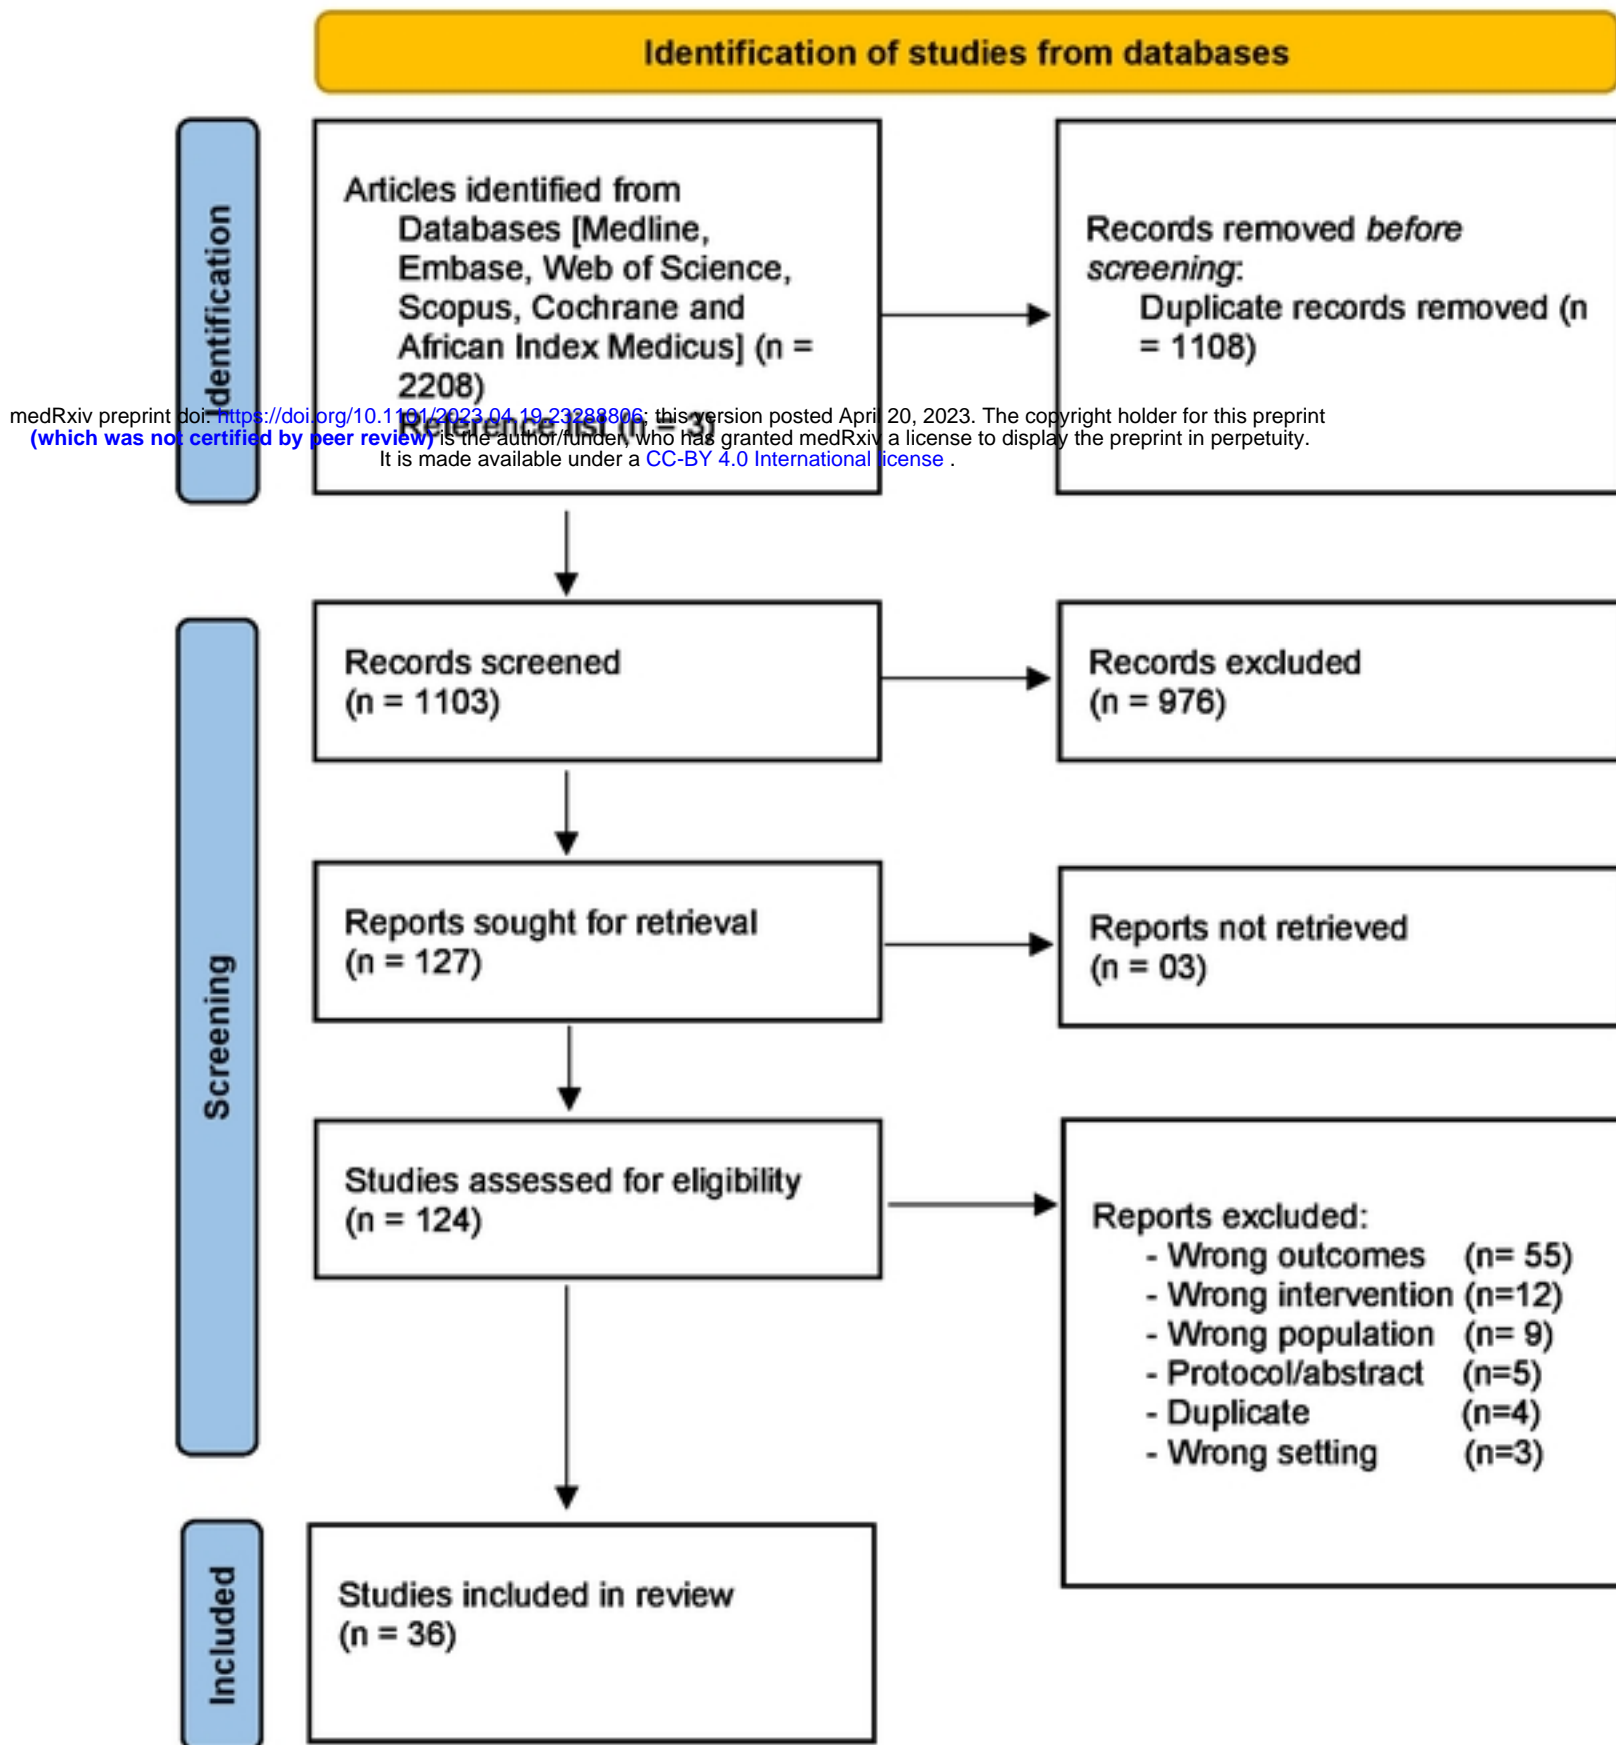 Identification of studies from databases
Identification
Articles identified from
Databases [Medline,
Embase, Web of Science,
Scopus, Cochrane and
African Index Medicus] (n =
2208)
Reference list (n = 3)
Records removed before
screening:
Duplicate records removed (n
= 1108)
medRxiv preprint doi: https://doi.org/10.1101/2023.04.19.23288806; this version posted April 20, 2023. The copyright holder for this preprint
(which was not certified by peer review) is the author/funder, who has granted medRxiv a license to display the preprint in perpetuity.
It is made available under a CC-BY 4.0 International license .
Screening
Records screened
(n = 1103)
Records excluded
(n = 976)
Reports sought for retrieval
(n = 127)
Reports not retrieved
(n = 03)
Studies assessed for eligibility
(n = 124)
Reports excluded:
- Wrong outcomes (n= 55)
- Wrong intervention (n=12)
- Wrong population (n= 9)
- Protocol/abstract (n=5)
- Duplicate (n=4)
- Wrong setting (n=3)
Included
Studies included in review
(n = 36)